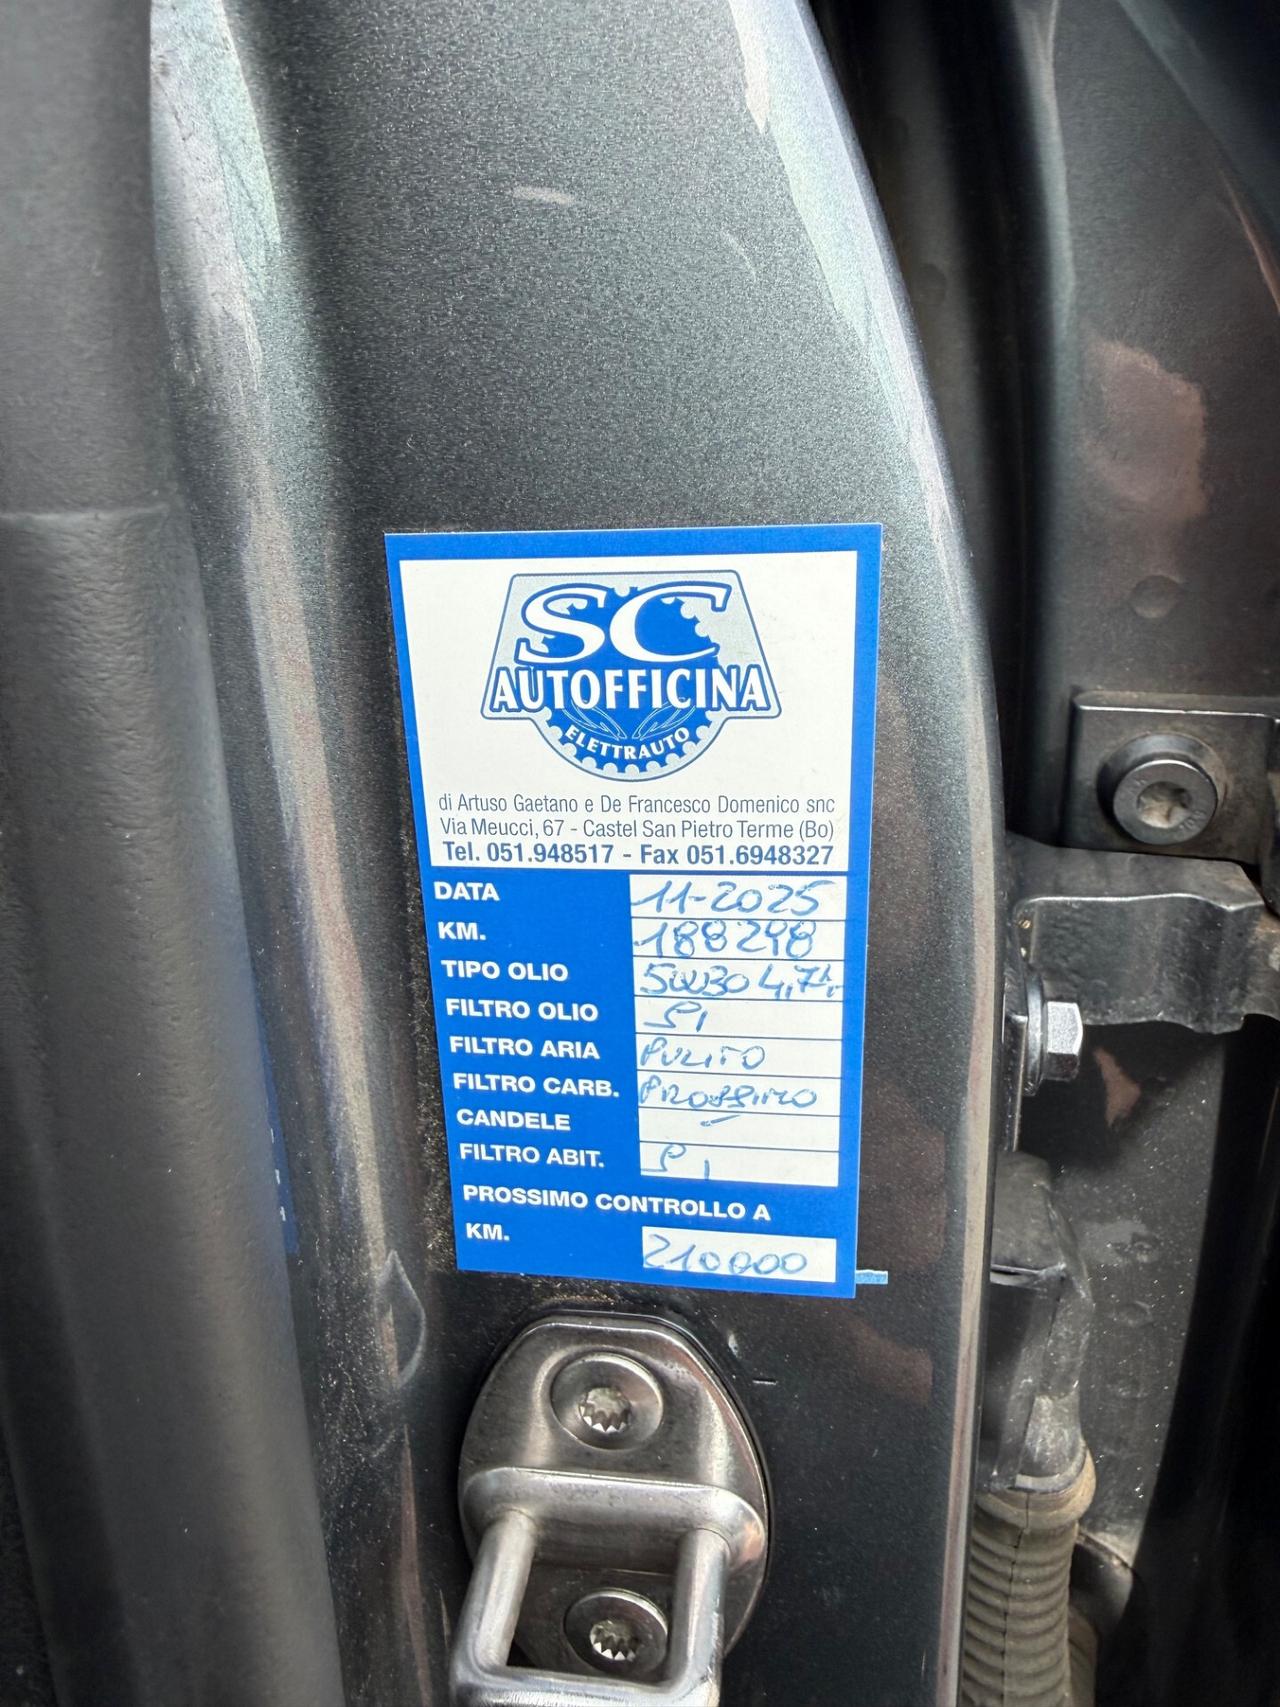 SC
AUTOFFICINA
ELETTRAUTO
di Artuso Gaetano e De Francesco Domenico snc
Via Meucci, 67 - Castel San Pietro Terme (Bo)
Tel. 051.948517 - Fax 051.6948327
DATA 11-2025
KM. 188298
TIPO OLIO 5W30 4,7L.
FILTRO OLIO SI
FILTRO ARIA PULITO
FILTRO CARB. PROSSIMO
CANDELE
FILTRO ABIT. SI
PROSSIMO CONTROLLO A
KM. 210000